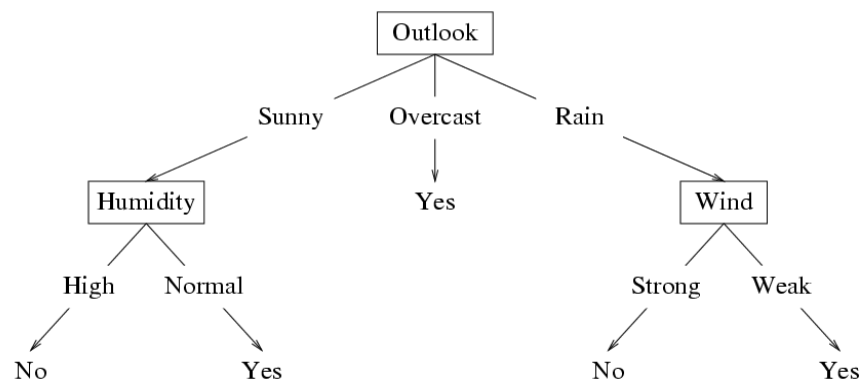 Outlook
Sunny Overcast Rain
Humidity Yes Wind
High Normal Strong Weak
No Yes No Yes